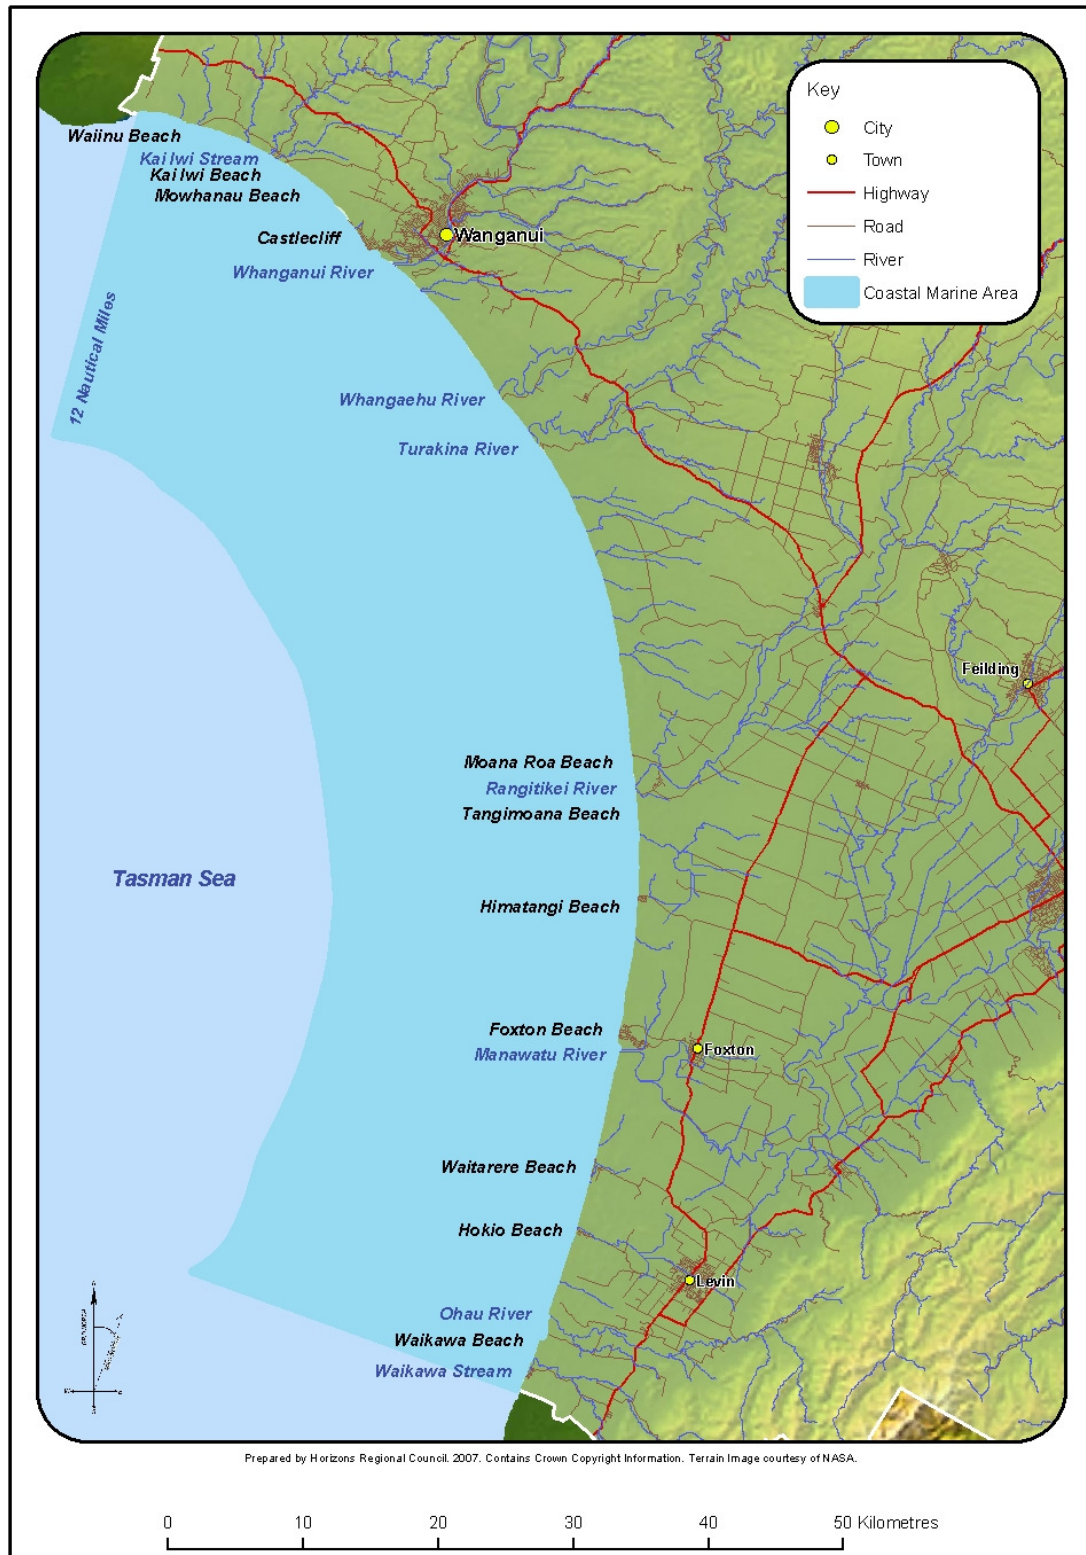 Key
City
Town
Highway
Road
River
Coastal Marine Area
Waiinu Beach
Kai Iwi Stream
Kai Iwi Beach
Mowhanau Beach
Castlecliff
Wanganui
Whanganui River
12 Nautical Miles
Whangaehu River
Turakina River
Feilding
Moana Roa Beach
Rangitikei River
Tangimoana Beach
Tasman Sea
Himatangi Beach
Foxton Beach
Manawatu River
Foxton
Waitarere Beach
Hokio Beach
Levin
Ohau River
Waikawa Beach
Waikawa Stream
Prepared by Horizons Regional Council. 2007. Contains Crown Copyright Information. Terrain Image courtesy of NASA.
0 10 20 30 40 50 Kilometres